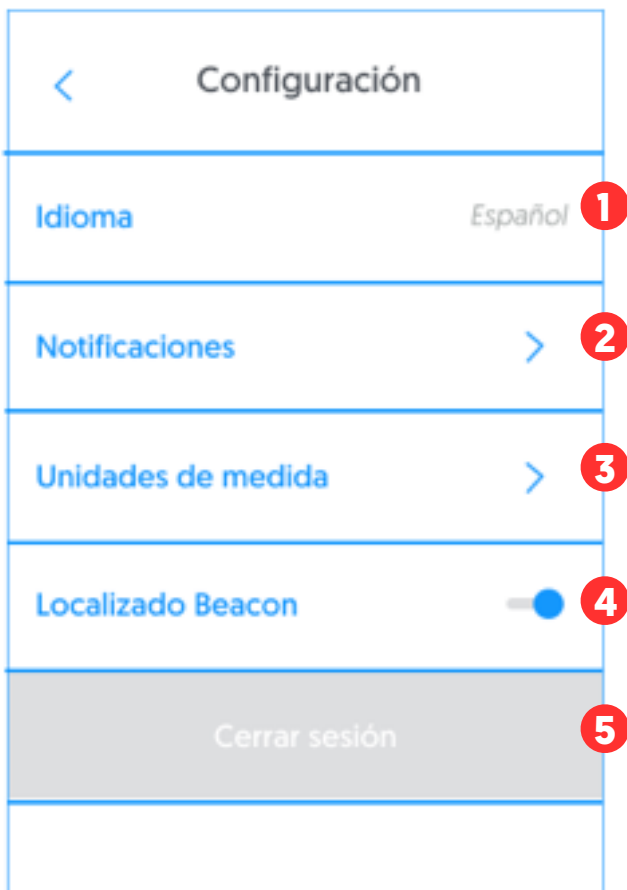 Configuración
Idioma Español 1
Notificaciones 2
Unidades de medida 3
Localizado Beacon 4
Cerrar sesión 5